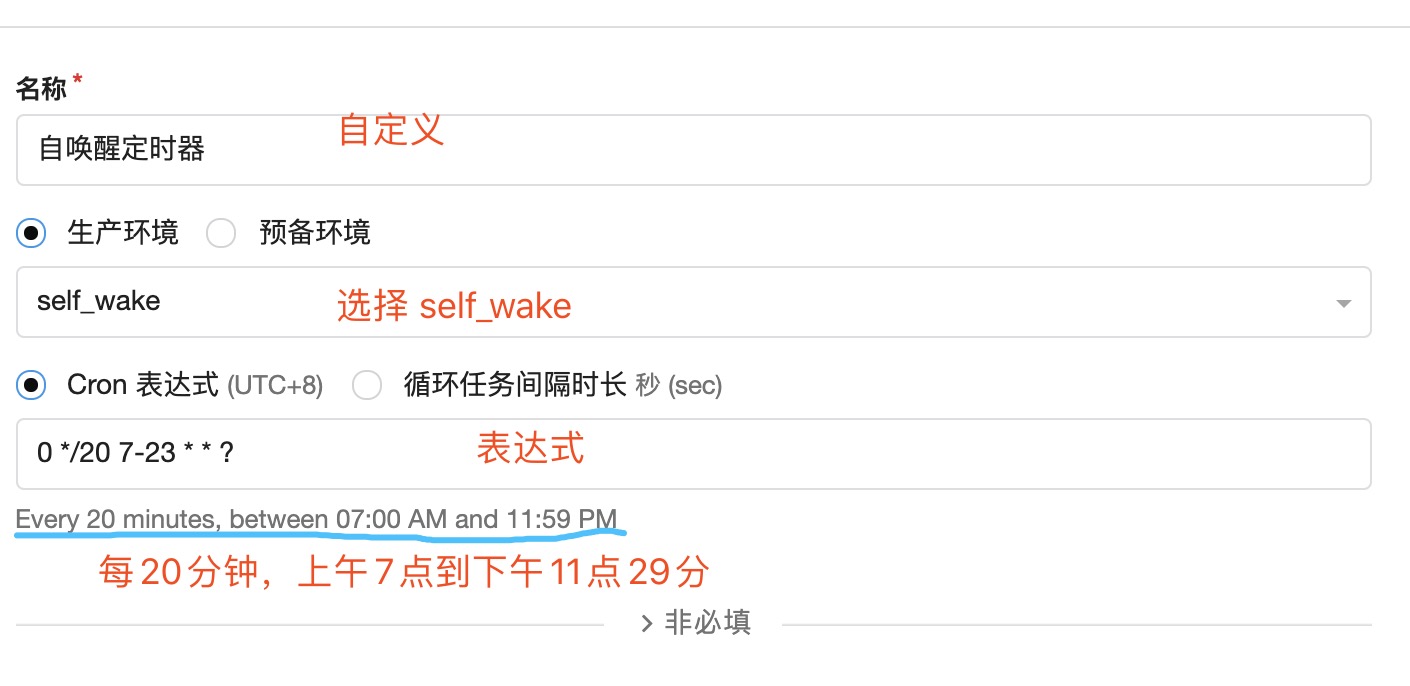 名称 *
自唤醒定时器 自定义
生产环境 预备环境
self_wake 选择 self_wake
Cron 表达式 (UTC+8) 循环任务间隔时长 秒 (sec)
0 */20 7-23 * * ? 表达式
Every 20 minutes, between 07:00 AM and 11:59 PM
每20分钟，上午7点到下午11点29分
非必填